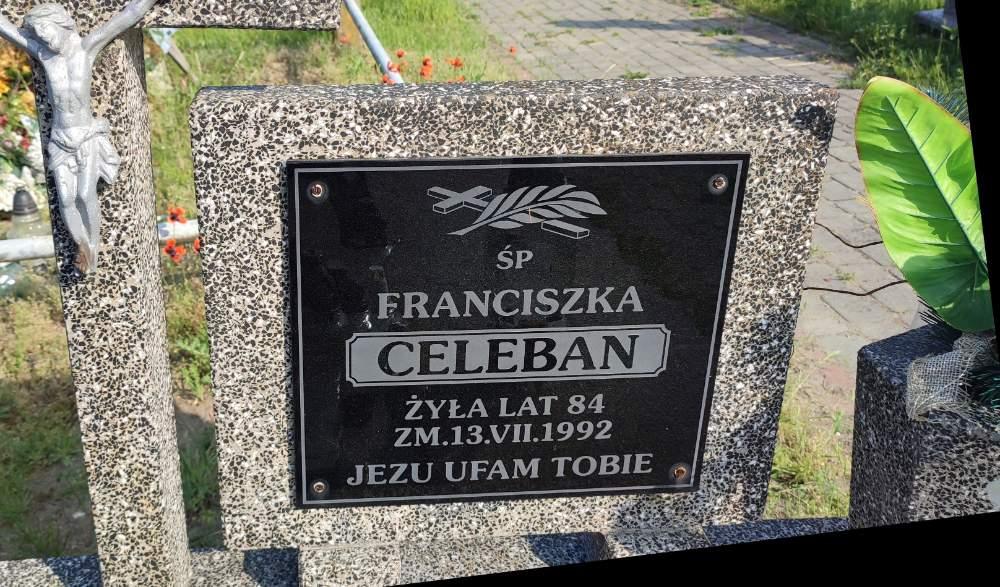 ŚP
FRANCISZKA
CELEBAN
ŻYŁA LAT 84
ZM.13.VII.1992
JEZU UFAM TOBIE